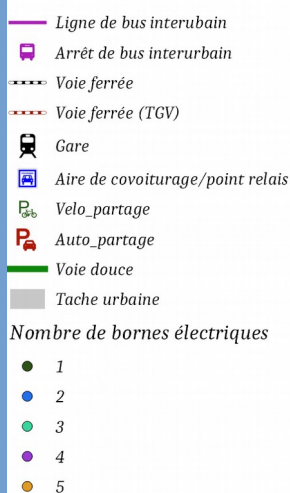 Ligne de bus interubain
Arrêt de bus interurbain
Voie ferrée
Voie ferrée (TGV)
Gare
Aire de covoiturage/point relais
Velo_partage
Auto_partage
Voie douce
Tache urbaine
Nombre de bornes électriques
1
2
3
4
5